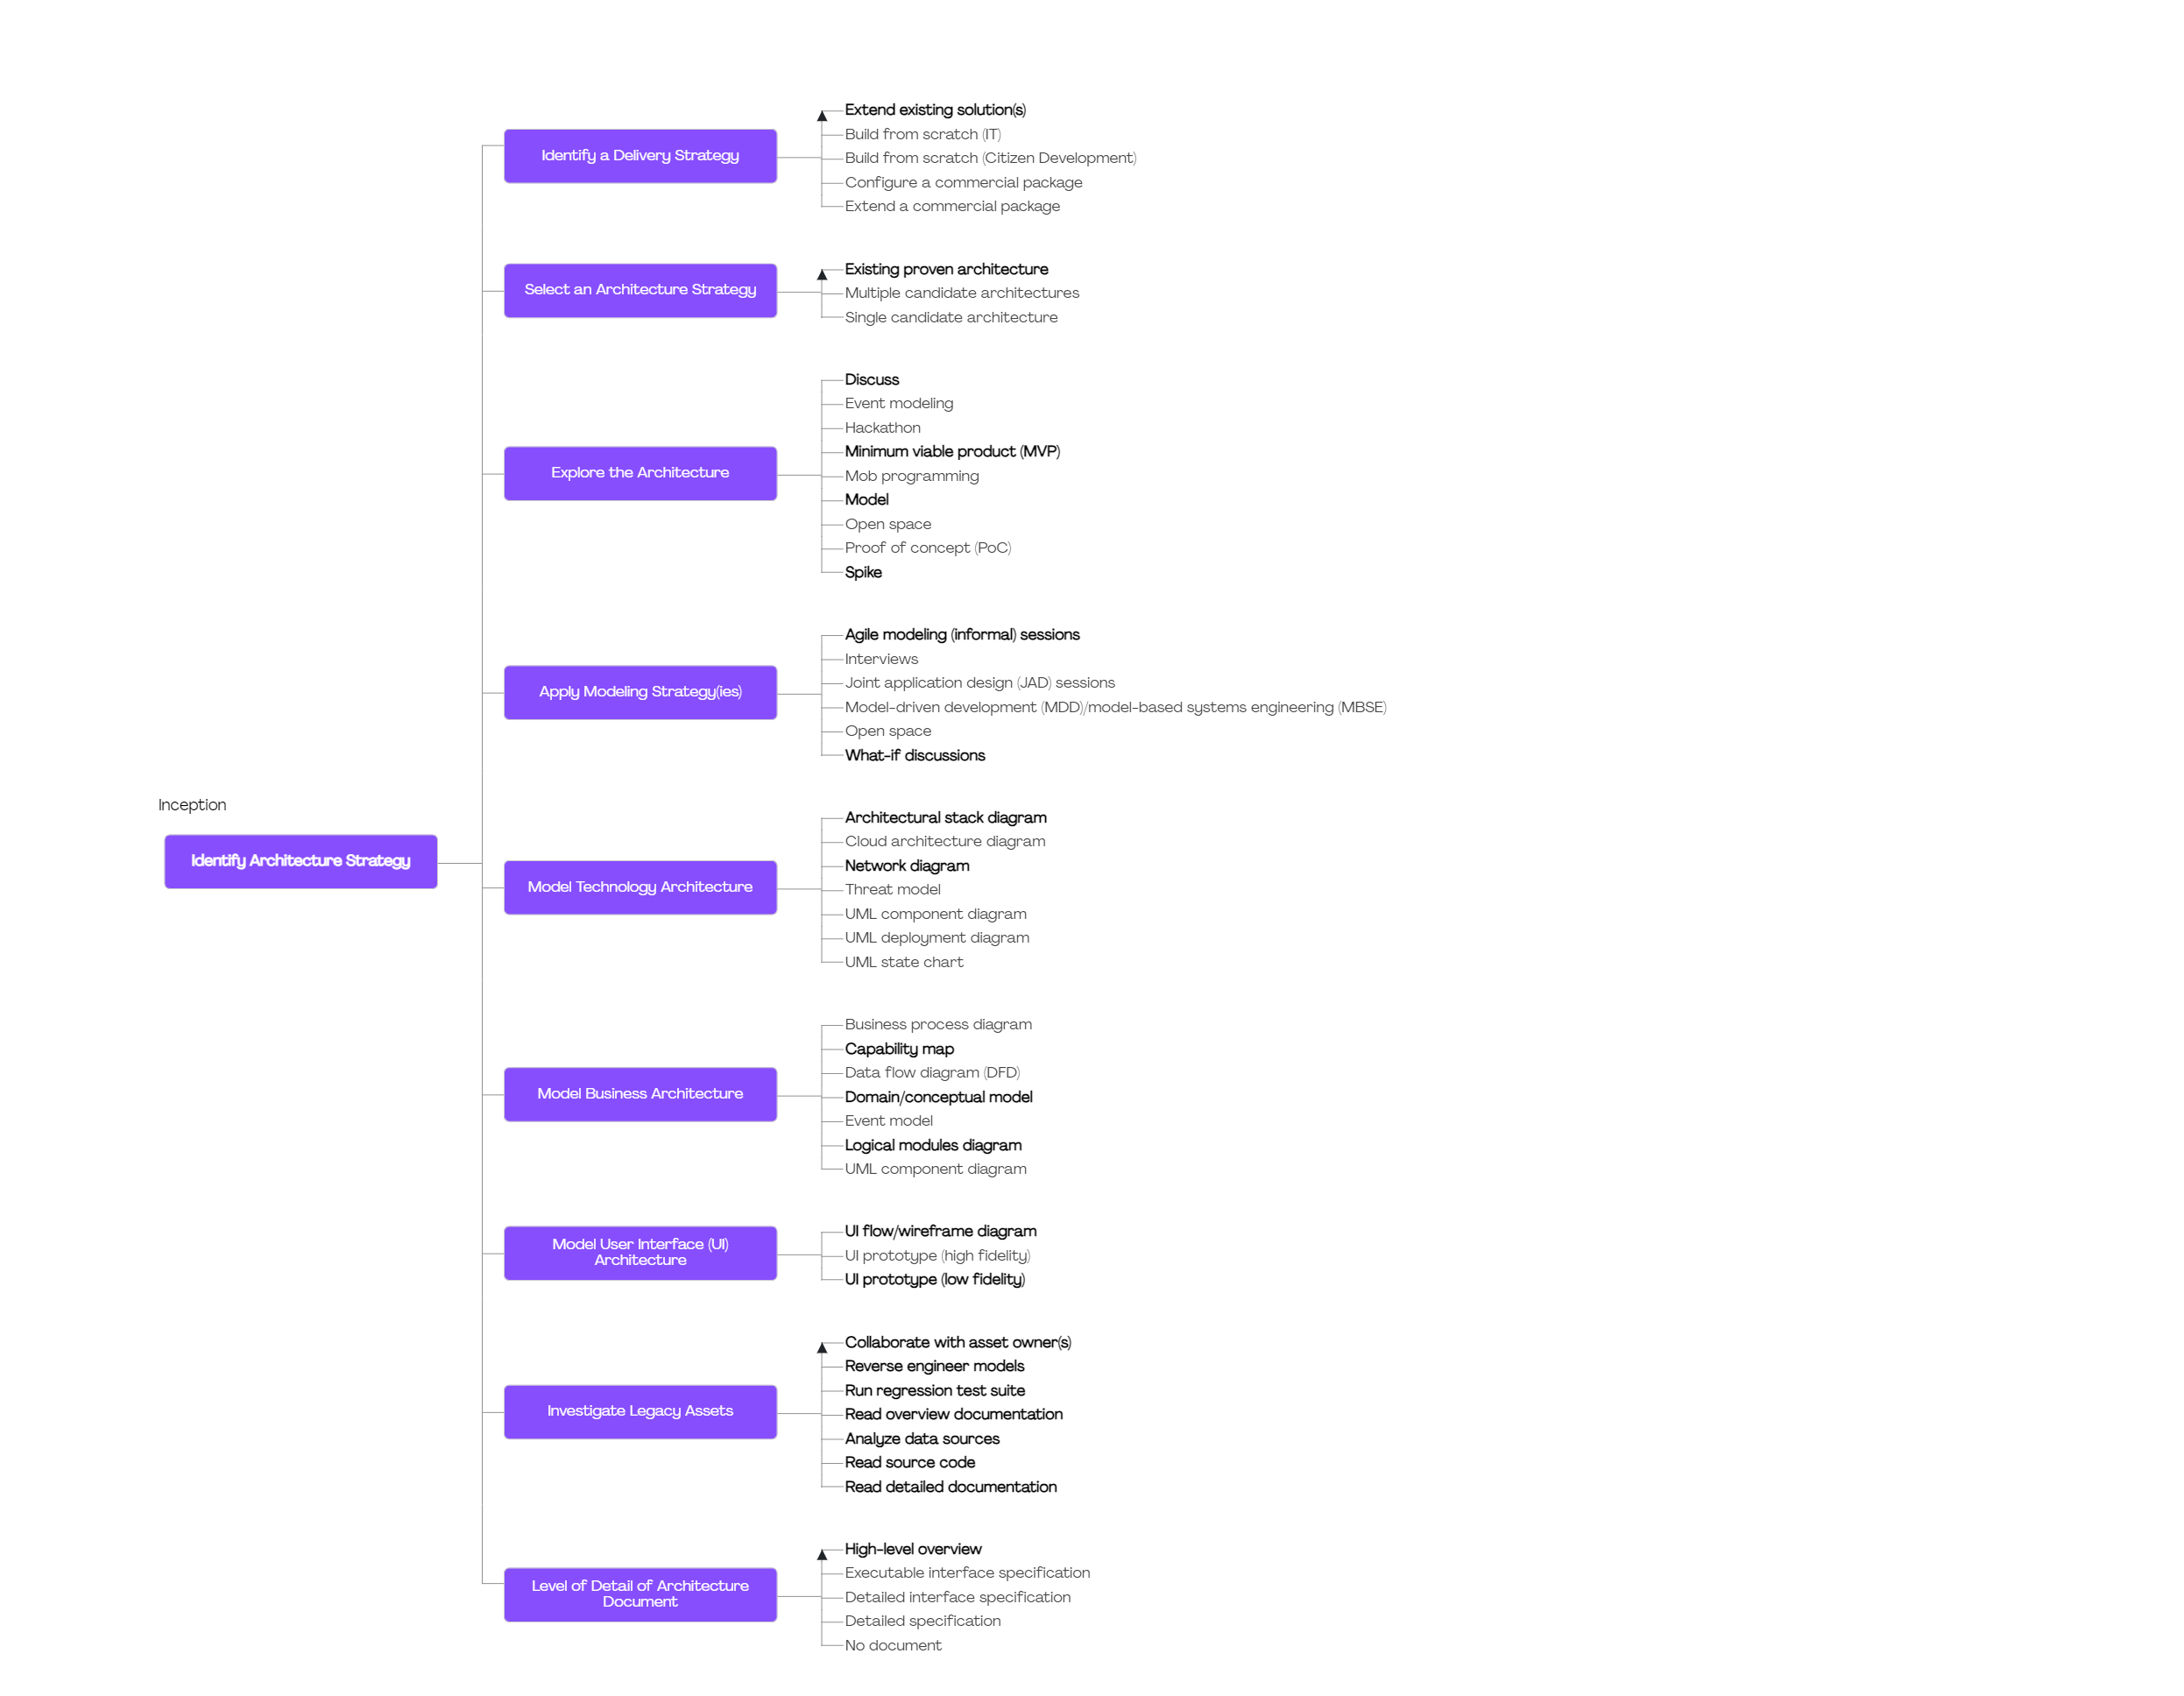 Inception
Identify Architecture Strategy
Identify a Delivery Strategy
Extend existing solution(s)
Build from scratch (IT)
Build from scratch (Citizen Development)
Configure a commercial package
Extend a commercial package
Select an Architecture Strategy
Existing proven architecture
Multiple candidate architectures
Single candidate architecture
Explore the Architecture
Discuss
Event modeling
Hackathon
Minimum viable product (MVP)
Mob programming
Model
Open space
Proof of concept (PoC)
Spike
Apply Modeling Strategy(ies)
Agile modeling (informal) sessions
Interviews
Joint application design (JAD) sessions
Model-driven development (MDD)/model-based systems engineering (MBSE)
Open space
What-if discussions
Model Technology Architecture
Architectural stack diagram
Cloud architecture diagram
Network diagram
Threat model
UML component diagram
UML deployment diagram
UML state chart
Model Business Architecture
Business process diagram
Capability map
Data flow diagram (DFD)
Domain/conceptual model
Event model
Logical modules diagram
UML component diagram
Model User Interface (UI)
Architecture
UI flow/wireframe diagram
UI prototype (high fidelity)
UI prototype (low fidelity)
Investigate Legacy Assets
Collaborate with asset owner(s)
Reverse engineer models
Run regression test suite
Read overview documentation
Analyze data sources
Read source code
Read detailed documentation
Level of Detail of Architecture
Document
High-level overview
Executable interface specification
Detailed interface specification
Detailed specification
No document